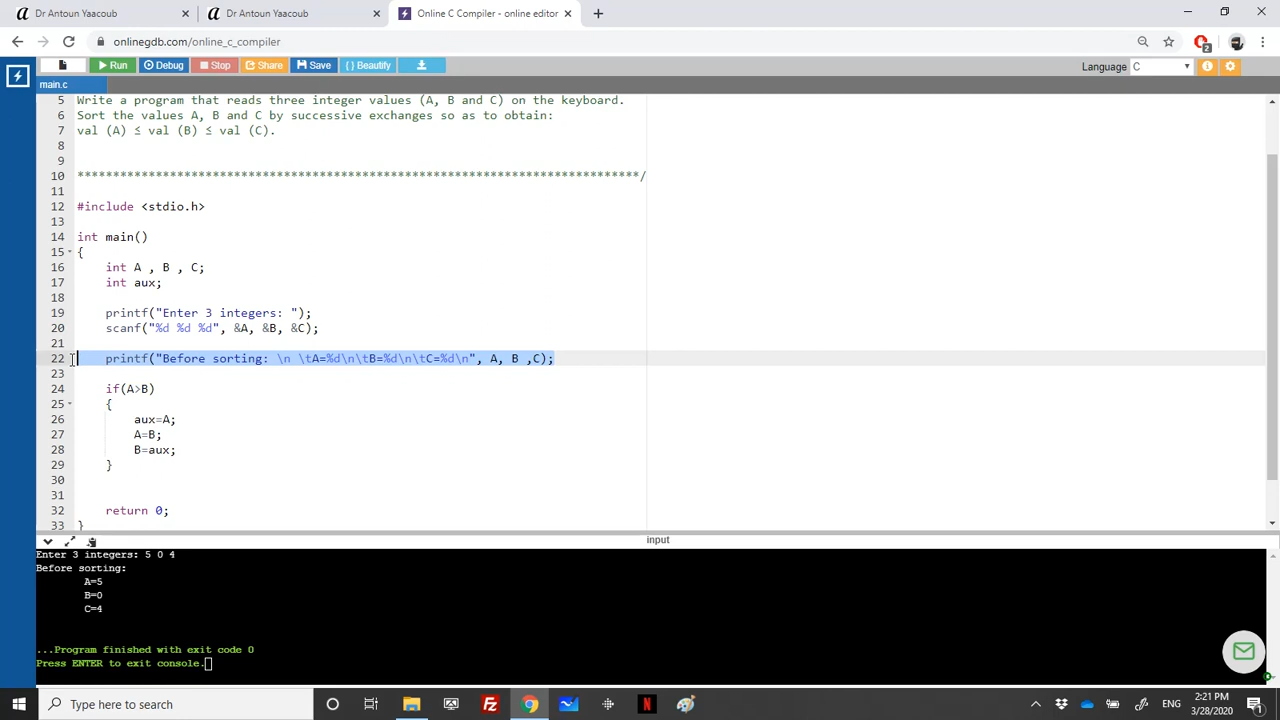 Dr Antoun Yaacoub
Dr Antoun Yaacoub
Online C Compiler - online editor
onlinegdb.com/online_c_compiler
2
Run
Debug
Stop
Share
Save
{ } Beautify
Language
C
main.c
5 Write a program that reads three integer values (A, B and C) on the keyboard.
6 Sort the values A, B and C by successive exchanges so as to obtain:
7 val (A) ≤ val (B) ≤ val (C).
8
9
10 *******************************************************************************/
11
12 #include <stdio.h>
13
14 int main()
15 {
16     int A , B , C;
17     int aux;
18
19     printf("Enter 3 integers: ");
20     scanf("%d %d %d", &A, &B, &C);
21
22     printf("Before sorting: \n \tA=%d\n\tB=%d\n\tC=%d\n", A, B ,C);
23
24     if(A>B)
25     {
26         aux=A;
27         A=B;
28         B=aux;
29     }
30
31
32     return 0;
33 }
input
Enter 3 integers: 5 0 4
Before sorting:
A=5
B=0
C=4
...Program finished with exit code 0
Press ENTER to exit console.
Type here to search
Fz
N
ENG
2:21 PM
3/28/2020
1